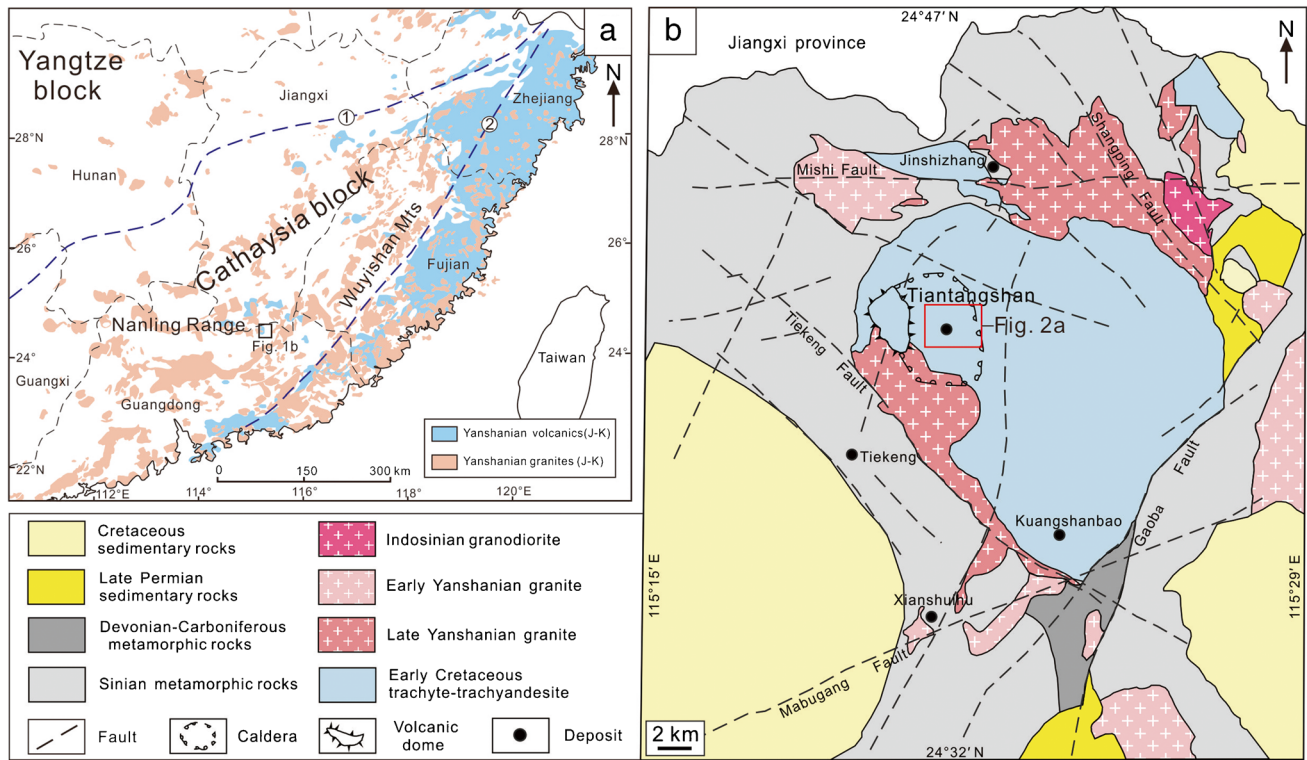 a
Yangtze
block
Jiangxi
N
Zhejiang
①
②
28°N
28°N
Hunan
Cathaysia block
Wuyishan Mts
26°
26°
Fujian
Nanling Range
Fig. 1b
24°
24°
Taiwan
Guangxi
Guangdong
22°N
Yanshanian volcanics(J-K)
Yanshanian granites (J-K)
0 150 300 km
112°E 114° 116° 118° 120°E
Cretaceous
sedimentary rocks
Late Permian
sedimentary rocks
Devonian-Carboniferous
metamorphic rocks
Sinian metamorphic rocks
Fault
Caldera
Indosinian granodiorite
Early Yanshanian granite
Late Yanshanian granite
Early Cretaceous
trachyte-trachyandesite
Volcanic
dome
Deposit
b
24°47′ N
Jiangxi province
N
Shangping Fault
Jinshizhang
Mishi Fault
Tiantangshan
Fig. 2a
Tiekeng Fault
Tiekeng
Kuangshanbao
Gaoba Fault
Xianshuihu
Mabugang Fault
115°15′ E
115°29′ E
2 km
24°32′ N